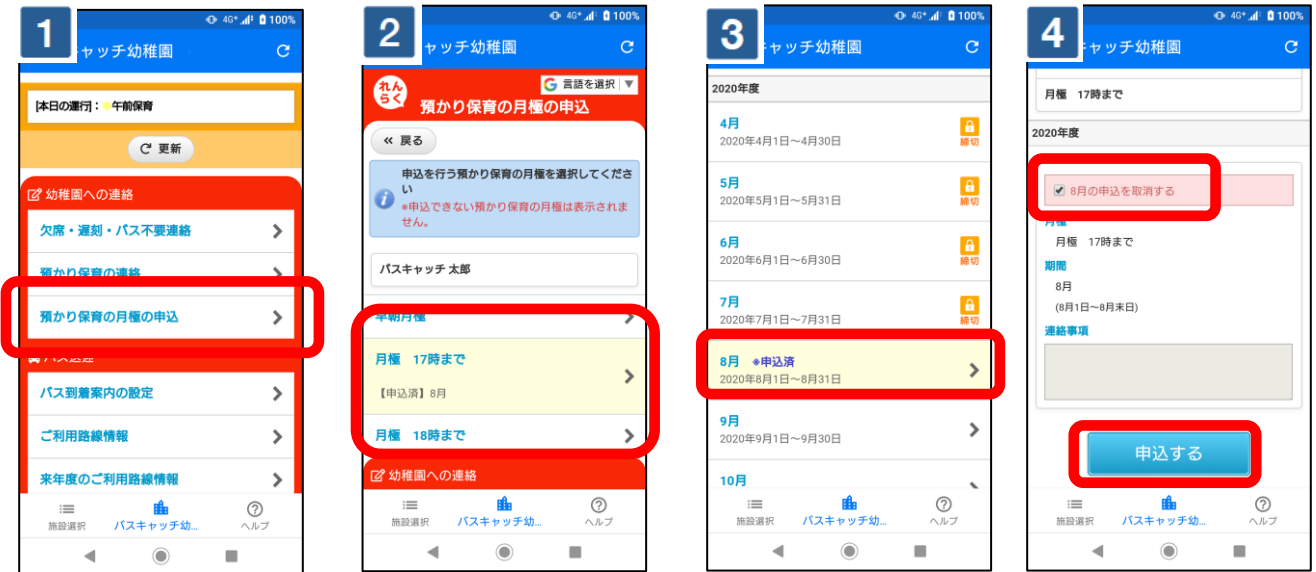 1
4G+ 100%
ャッチ幼稚園
[本日の運行]: 午前保育
更新
幼稚園への連絡
欠席・遅刻・バス不要連絡
預かり保育の連絡
預かり保育の月極の申込
バス送迎
バス到着案内の設定
ご利用路線情報
来年度のご利用路線情報
施設選択
バスキャッチ幼...
ヘルプ
2
4G+ 100%
ャッチ幼稚園
れんらく
G 言語を選択 ▼
預かり保育の月極の申込
« 戻る
申込を行う預かり保育の月極を選択してくださ
い
※申込できない預かり保育の月極は表示されま
せん。
バスキャッチ 太郎
早朝月極
月極 17時まで
【申込済】8月
月極 18時まで
幼稚園への連絡
施設選択
バスキャッチ幼...
ヘルプ
3
4G+ 100%
ャッチ幼稚園
2020年度
4月
2020年4月1日～4月30日
締切
5月
2020年5月1日～5月31日
締切
6月
2020年6月1日～6月30日
締切
7月
2020年7月1日～7月31日
締切
8月 ※申込済
2020年8月1日～8月31日
9月
2020年9月1日～9月30日
10月
施設選択
バスキャッチ幼...
ヘルプ
4
4G+ 100%
ャッチ幼稚園
月極 17時まで
2020年度
8月の申込を取消する
月極
月極 17時まで
期間
8月
(8月1日～8月末日)
連絡事項
申込する
施設選択
バスキャッチ幼...
ヘルプ